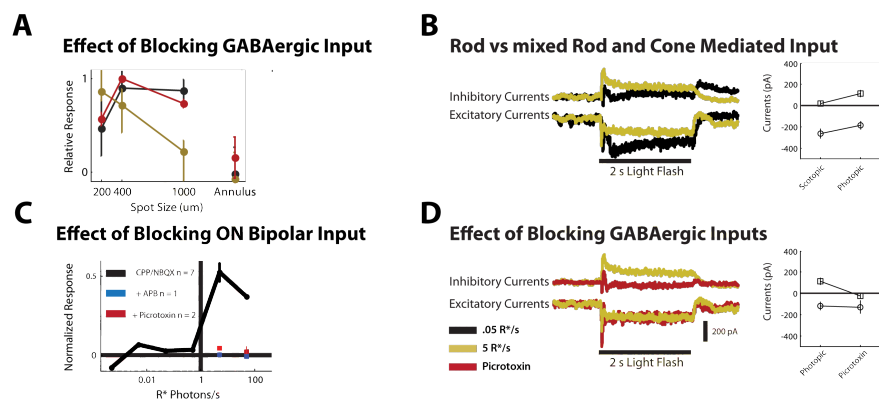 A
Effect of Blocking GABAergic Input
Relative Response
1
0
200 400 1000 Annulus
Spot Size (um)
B
Rod vs mixed Rod and Cone Mediated Input
Inhibitory Currents
Excitatory Currents
2 s Light Flash
Currents (pA)
400
200
0
-200
-400
Scotopic
Photopic
C
Effect of Blocking ON Bipolar Input
Normalized Response
0.5
0
CPP/NBQX n = 7
+ APB n = 1
+ Picrotoxin n = 2
0.01 1 100
R* Photons/s
D
Effect of Blocking GABAergic Inputs
Inhibitory Currents
Excitatory Currents
.05 R*/s
5 R*/s
Picrotoxin
200 pA
2 s Light Flash
Currents (pA)
400
200
0
-200
-400
Photopic
Picrotoxin